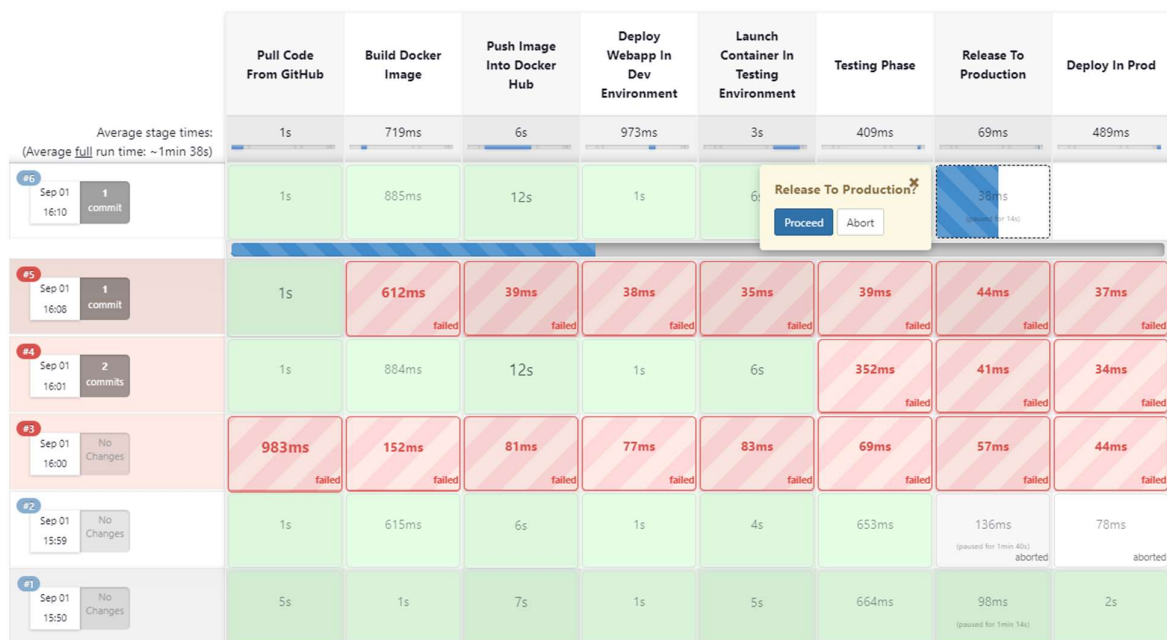 Pull Code
From GitHub
Build Docker
Image
Push Image
Into Docker
Hub
Deploy
Webapp In
Dev
Environment
Launch
Container In
Testing
Environment
Testing Phase
Release To
Production
Deploy In Prod
Average stage times:
(Average full run time: ~1min 38s)
1s
719ms
6s
973ms
3s
409ms
69ms
489ms
#6
Sep 01
16:10
1
commit
1s
885ms
12s
1s
Release To Production?
Proceed
Abort
38ms
(paused for 14s)
#5
Sep 01
16:08
1
commit
1s
612ms
failed
39ms
failed
38ms
failed
35ms
failed
39ms
failed
44ms
failed
37ms
failed
#4
Sep 01
16:01
2
commits
1s
884ms
12s
1s
6s
352ms
failed
41ms
failed
34ms
failed
#3
Sep 01
16:00
No
Changes
983ms
failed
152ms
failed
81ms
failed
77ms
failed
83ms
failed
69ms
failed
57ms
failed
44ms
failed
#2
Sep 01
15:59
No
Changes
1s
615ms
6s
1s
4s
653ms
136ms
(paused for 1min 40s)
aborted
78ms
aborted
#1
Sep 01
15:50
No
Changes
5s
1s
7s
1s
5s
664ms
98ms
(paused for 1min 14s)
2s